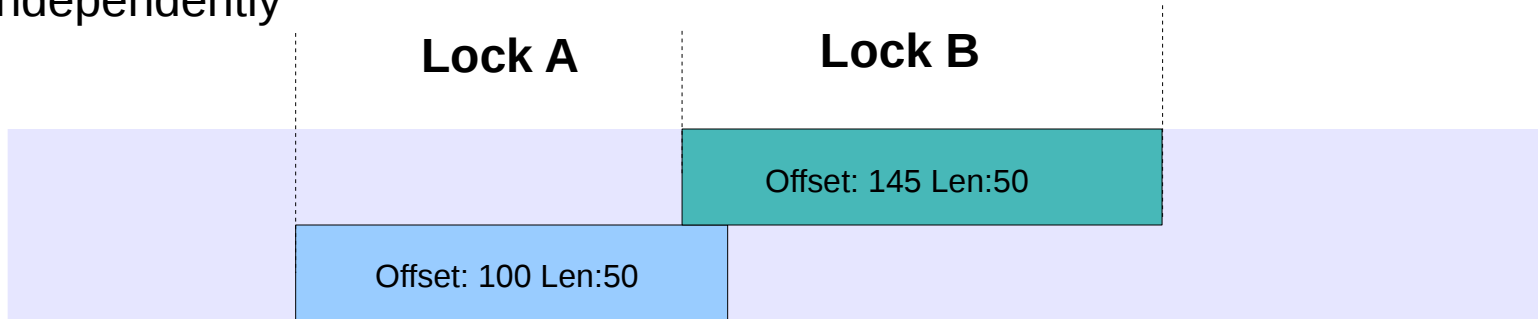 ndependently
Lock A
Lock B
Offset: 145 Len:50
Offset: 100 Len:50